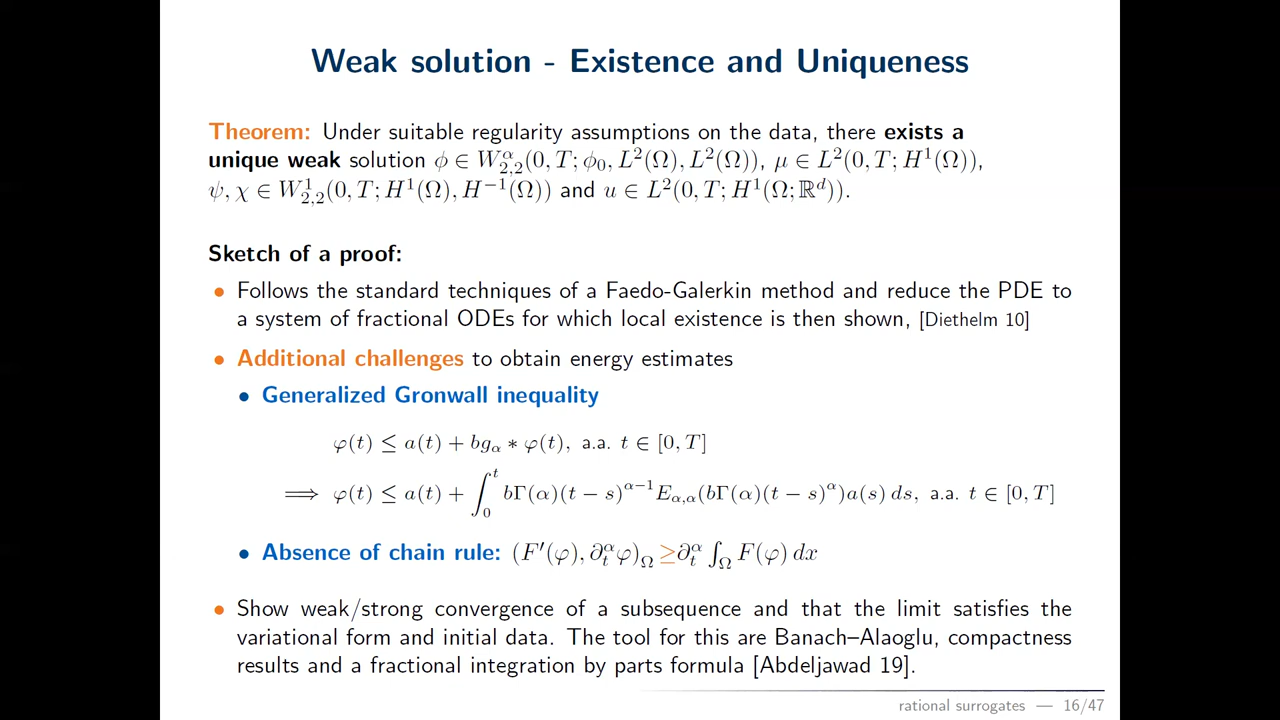 Weak solution - Existence and Uniqueness
Theorem: Under suitable regularity assumptions on the data, there exists a
unique weak solution ϕ ∈ W^α_{2,2}(0, T; ϕ₀, L²(Ω), L²(Ω)), μ ∈ L²(0, T; H¹(Ω)),
ψ, χ ∈ W¹_{2,2}(0, T; H¹(Ω), H⁻¹(Ω)) and u ∈ L²(0, T; H¹(Ω; ℝᵈ)).
Sketch of a proof:
• Follows the standard techniques of a Faedo-Galerkin method and reduce the PDE to
a system of fractional ODEs for which local existence is then shown, [Diethelm 10]
• Additional challenges to obtain energy estimates
• Generalized Gronwall inequality
φ(t) ≤ a(t) + bg_α ∗ φ(t), a.a. t ∈ [0, T]
⟹ φ(t) ≤ a(t) + ∫₀ᵗ bΓ(α)(t − s)^{α−1} E_{α,α}(bΓ(α)(t − s)^α)a(s) ds, a.a. t ∈ [0, T]
• Absence of chain rule: (F′(φ), ∂ₜ^α φ)_Ω ≥ ∂ₜ^α ∫_Ω F(φ) dx
• Show weak/strong convergence of a subsequence and that the limit satisfies the
variational form and initial data. The tool for this are Banach–Alaoglu, compactness
results and a fractional integration by parts formula [Abdeljawad 19].
rational surrogates — 16/47